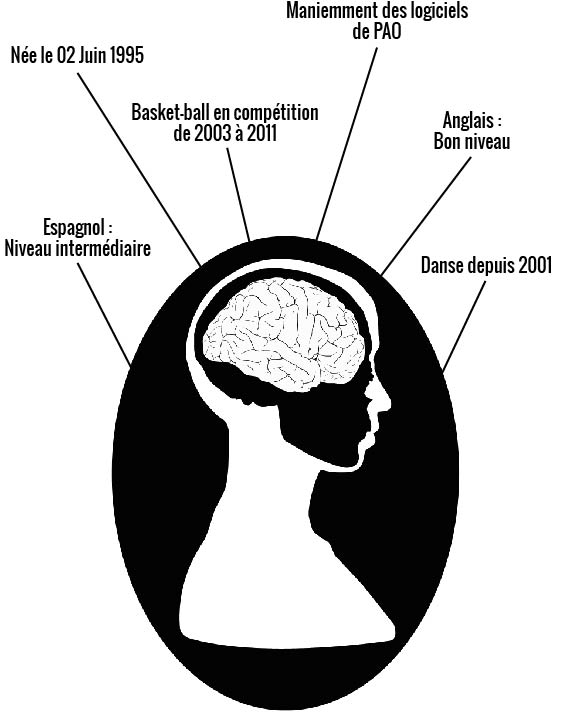 Maniemment des logiciels
de PAO
Née le 02 Juin 1995
Basket-ball en compétition
de 2003 à 2011
Anglais :
Bon niveau
Espagnol :
Niveau intermédiaire
Danse depuis 2001